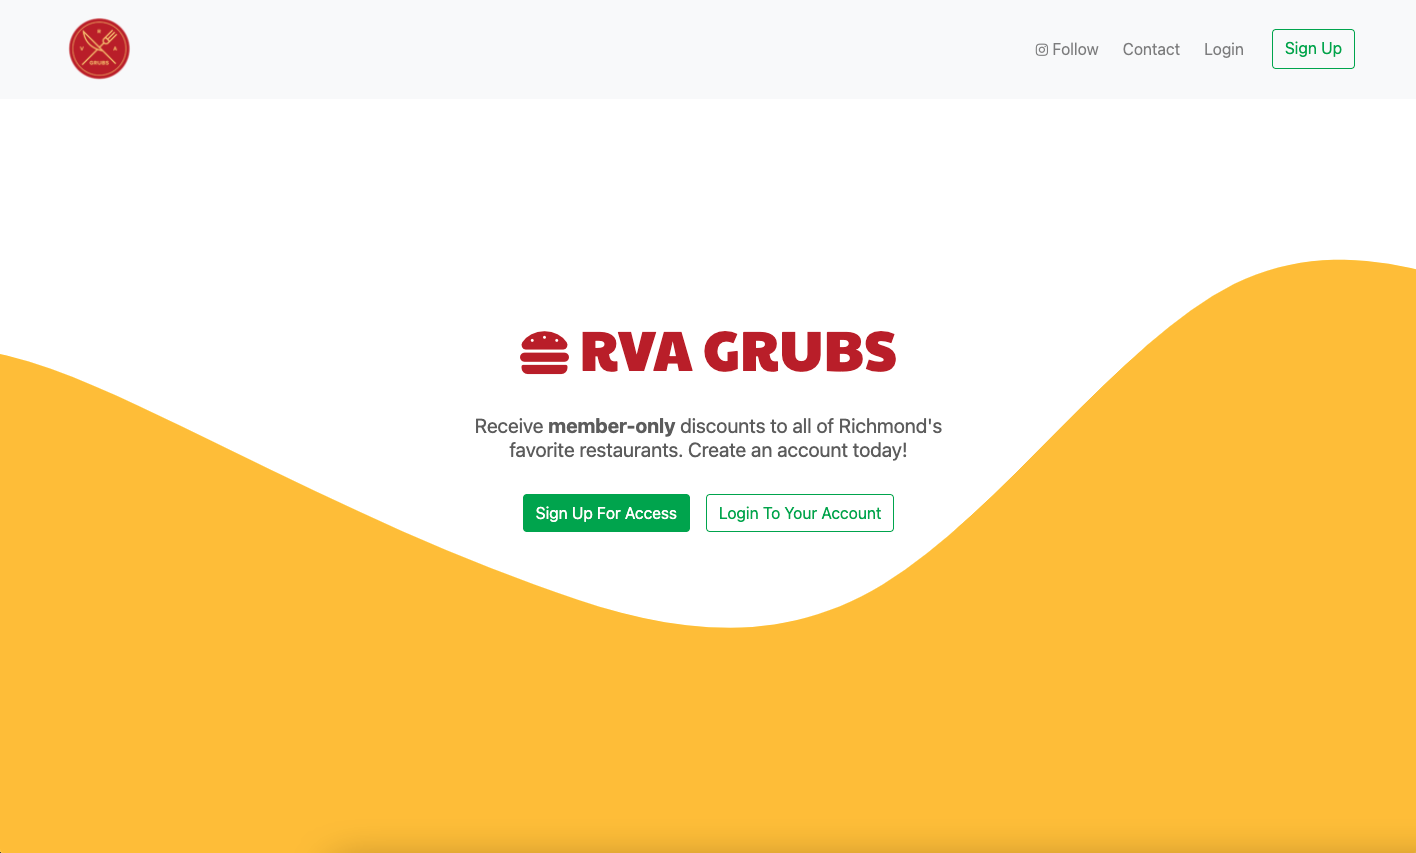 R
V A
GRUBS
Follow Contact Login Sign Up
RVA GRUBS
Receive member-only discounts to all of Richmond's
favorite restaurants. Create an account today!
Sign Up For Access Login To Your Account